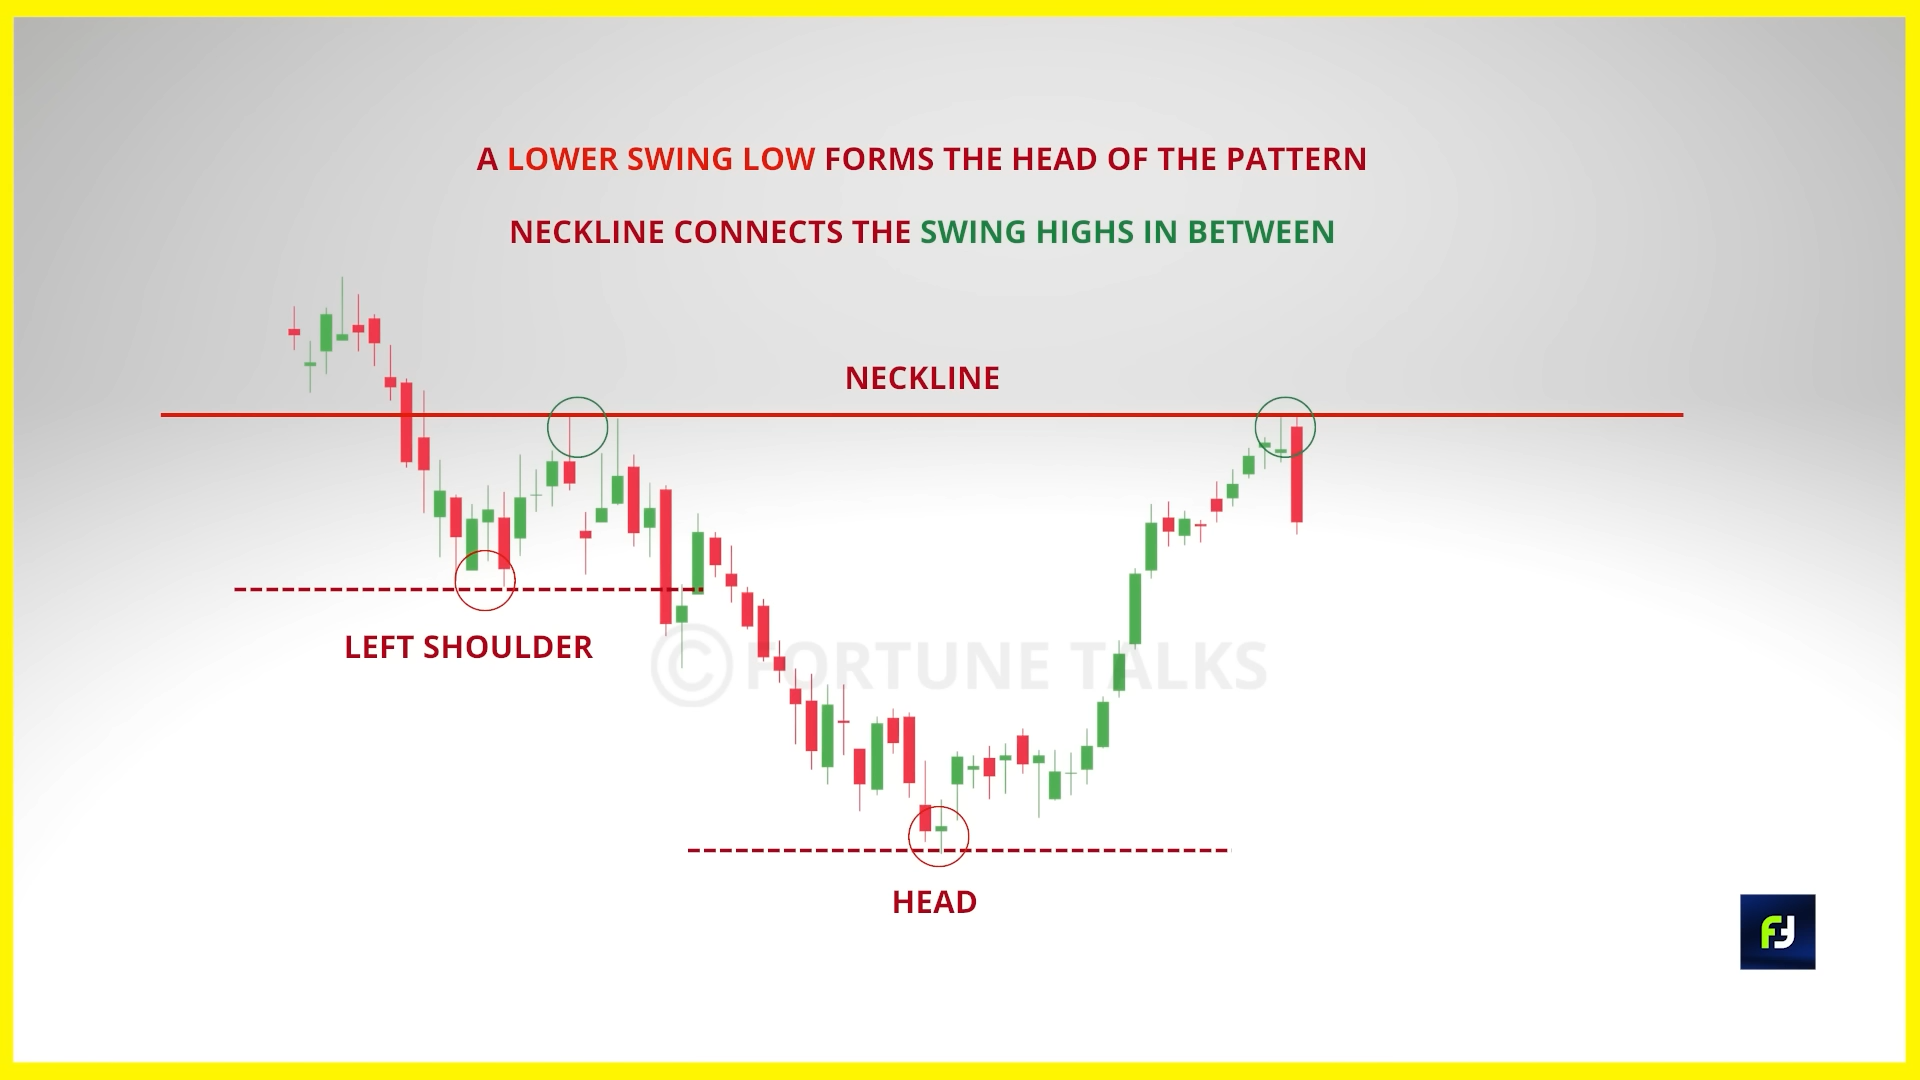 A LOWER SWING LOW FORMS THE HEAD OF THE PATTERN
NECKLINE CONNECTS THE SWING HIGHS IN BETWEEN
NECKLINE
LEFT SHOULDER
© FORTUNE TALKS
HEAD